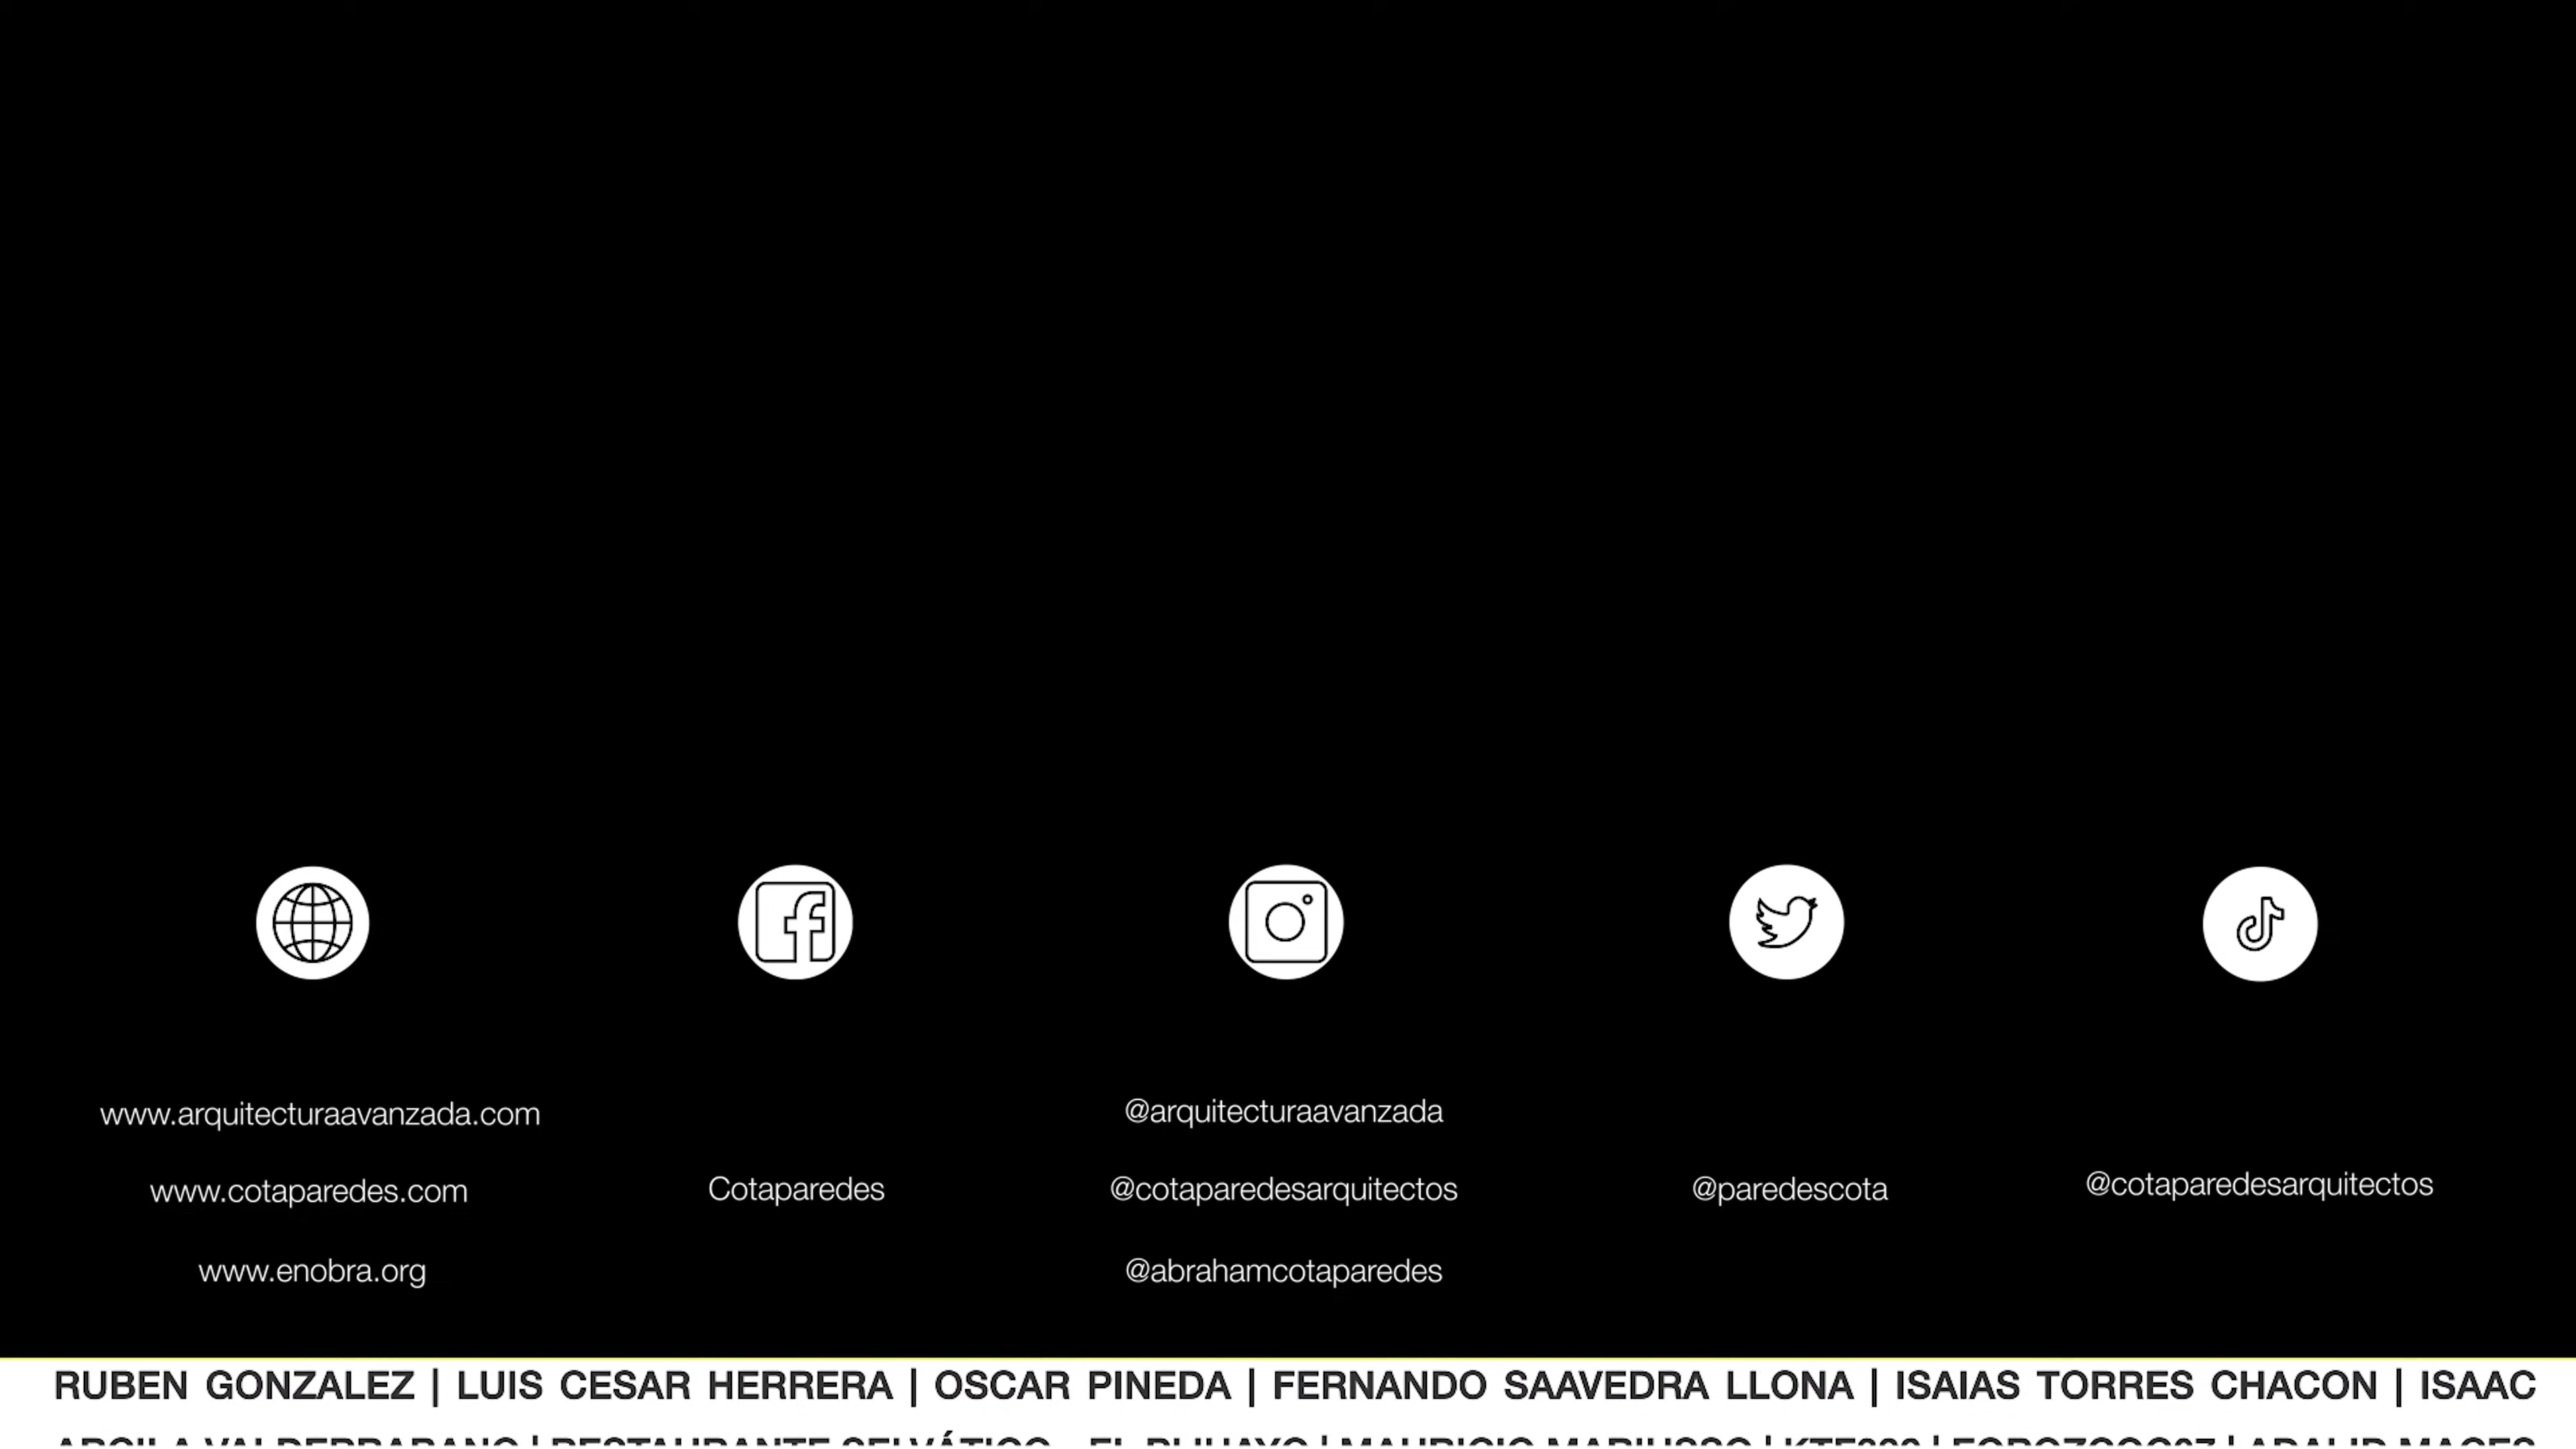 www.arquitecturaavanzada.com
www.cotaparedes.com
www.enobra.org
Cotaparedes
@arquitecturaavanzada
@cotaparedesarquitectos
@abrahamcotaparedes
@paredescota
@cotaparedesarquitectos
RUBEN GONZALEZ | LUIS CESAR HERRERA | OSCAR PINEDA | FERNANDO SAAVEDRA LLONA | ISAIAS TORRES CHACON | ISAAC